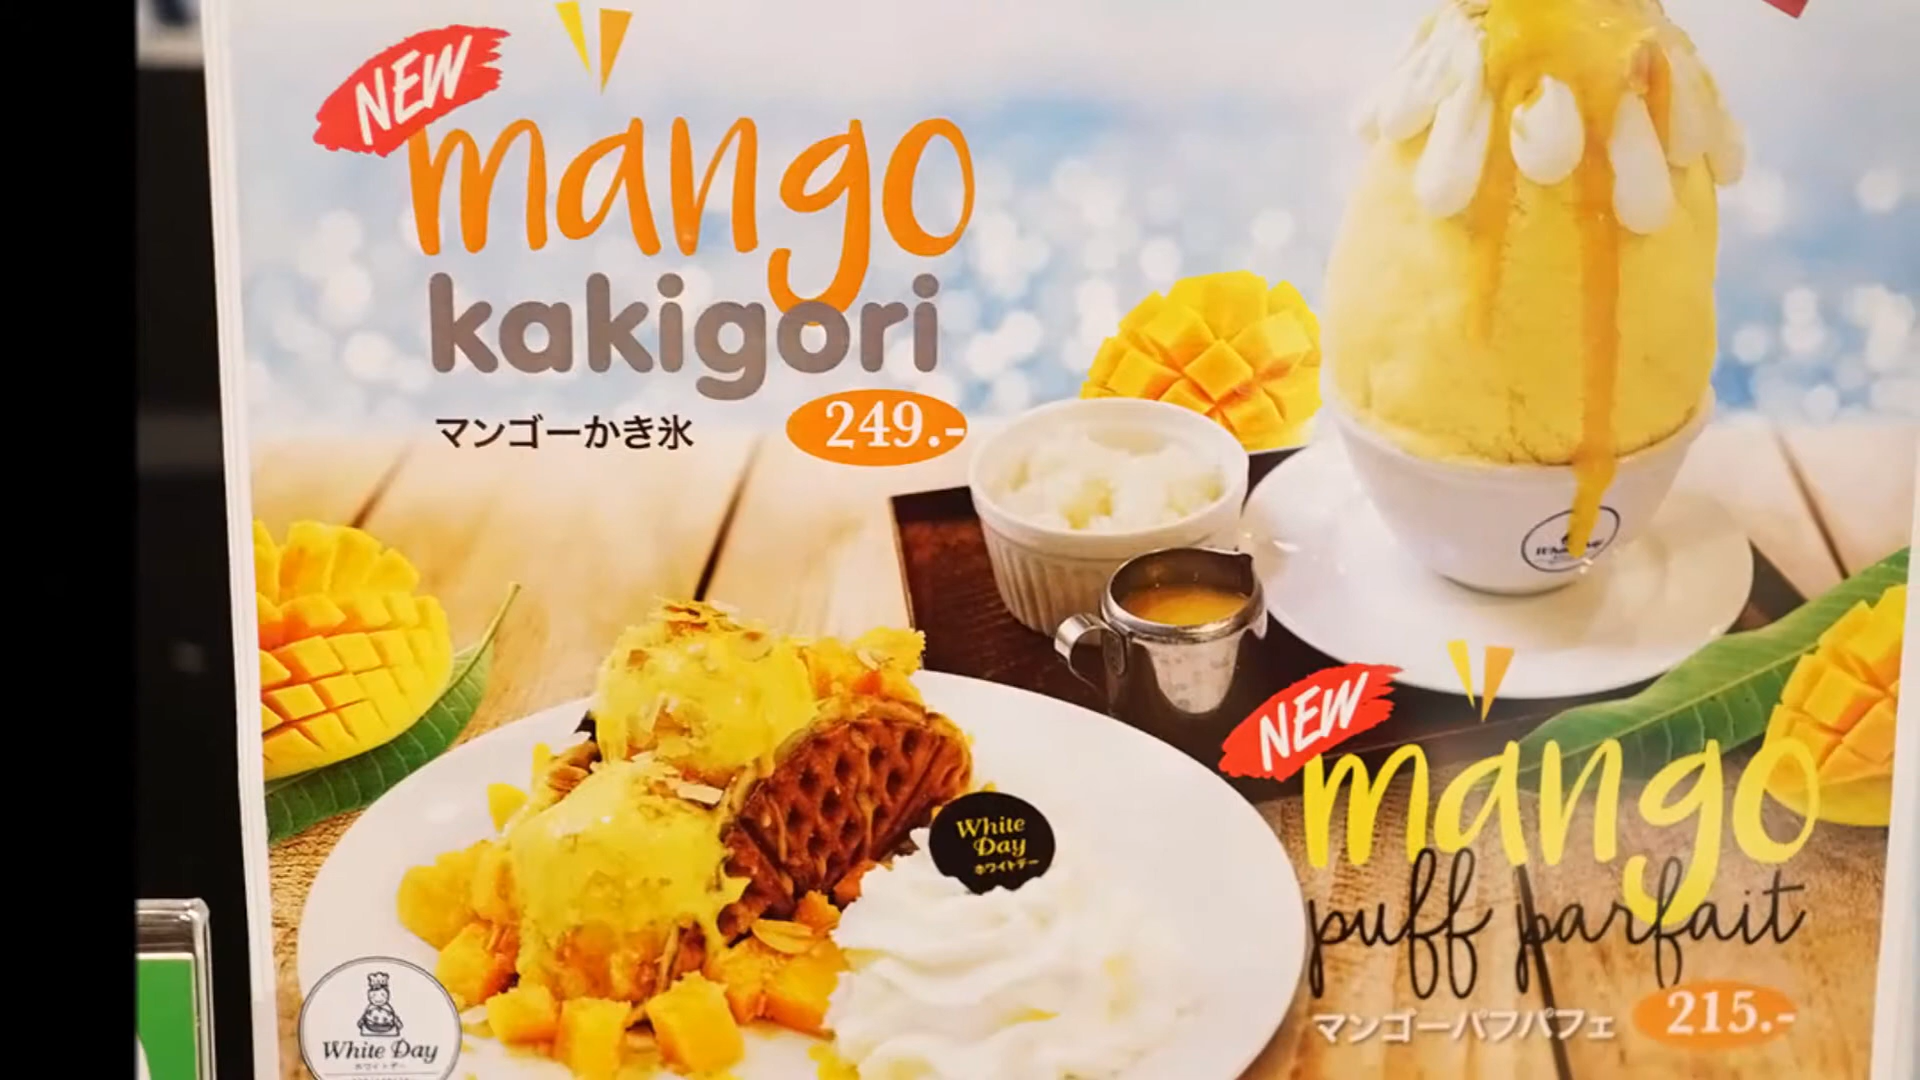 NEW
mango
kakigori
マンゴーかき氷 249.-
NEW
mango
puff parfait
マンゴーパフパフェ 215.-
White
Day
ホワイトデー
White Day
ホワイトデー